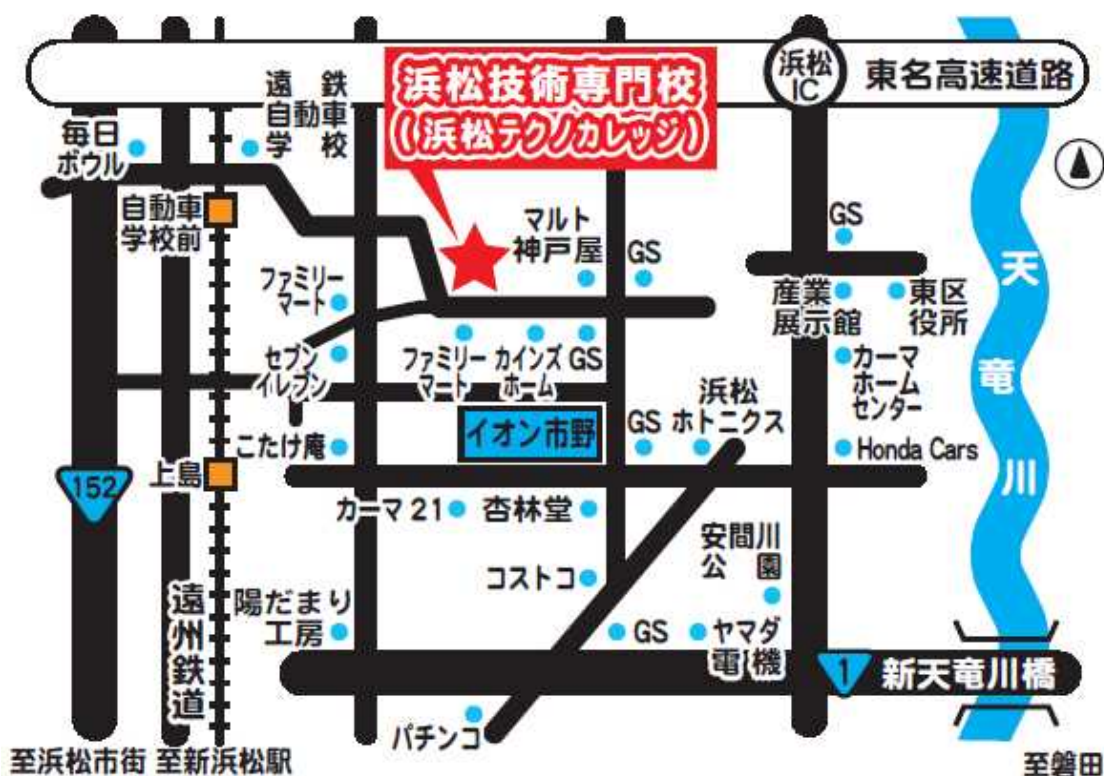 浜松
IC
東名高速道路
浜松技術専門校
(浜松テクノカレッジ)
遠鉄
自動車
学校
毎日
ボウル
自動車
学校前
マルト
神戸屋
GS
GS
ファミリー
マート
産業
展示館
東区
役所
セブン
イレブン
ファミリー
マート
カインズ
ホーム
GS
カーマ
ホーム
センター
天竜川
イオン市野
浜松
ホトニクス
GS
こたけ庵
Honda Cars
上島
152
カーマ21
杏林堂
安間川
公園
コストコ
遠州鉄道
陽だまり
工房
GS
ヤマダ
電機
1
新天竜川橋
パチンコ
至浜松市街
至新浜松駅
至磐田